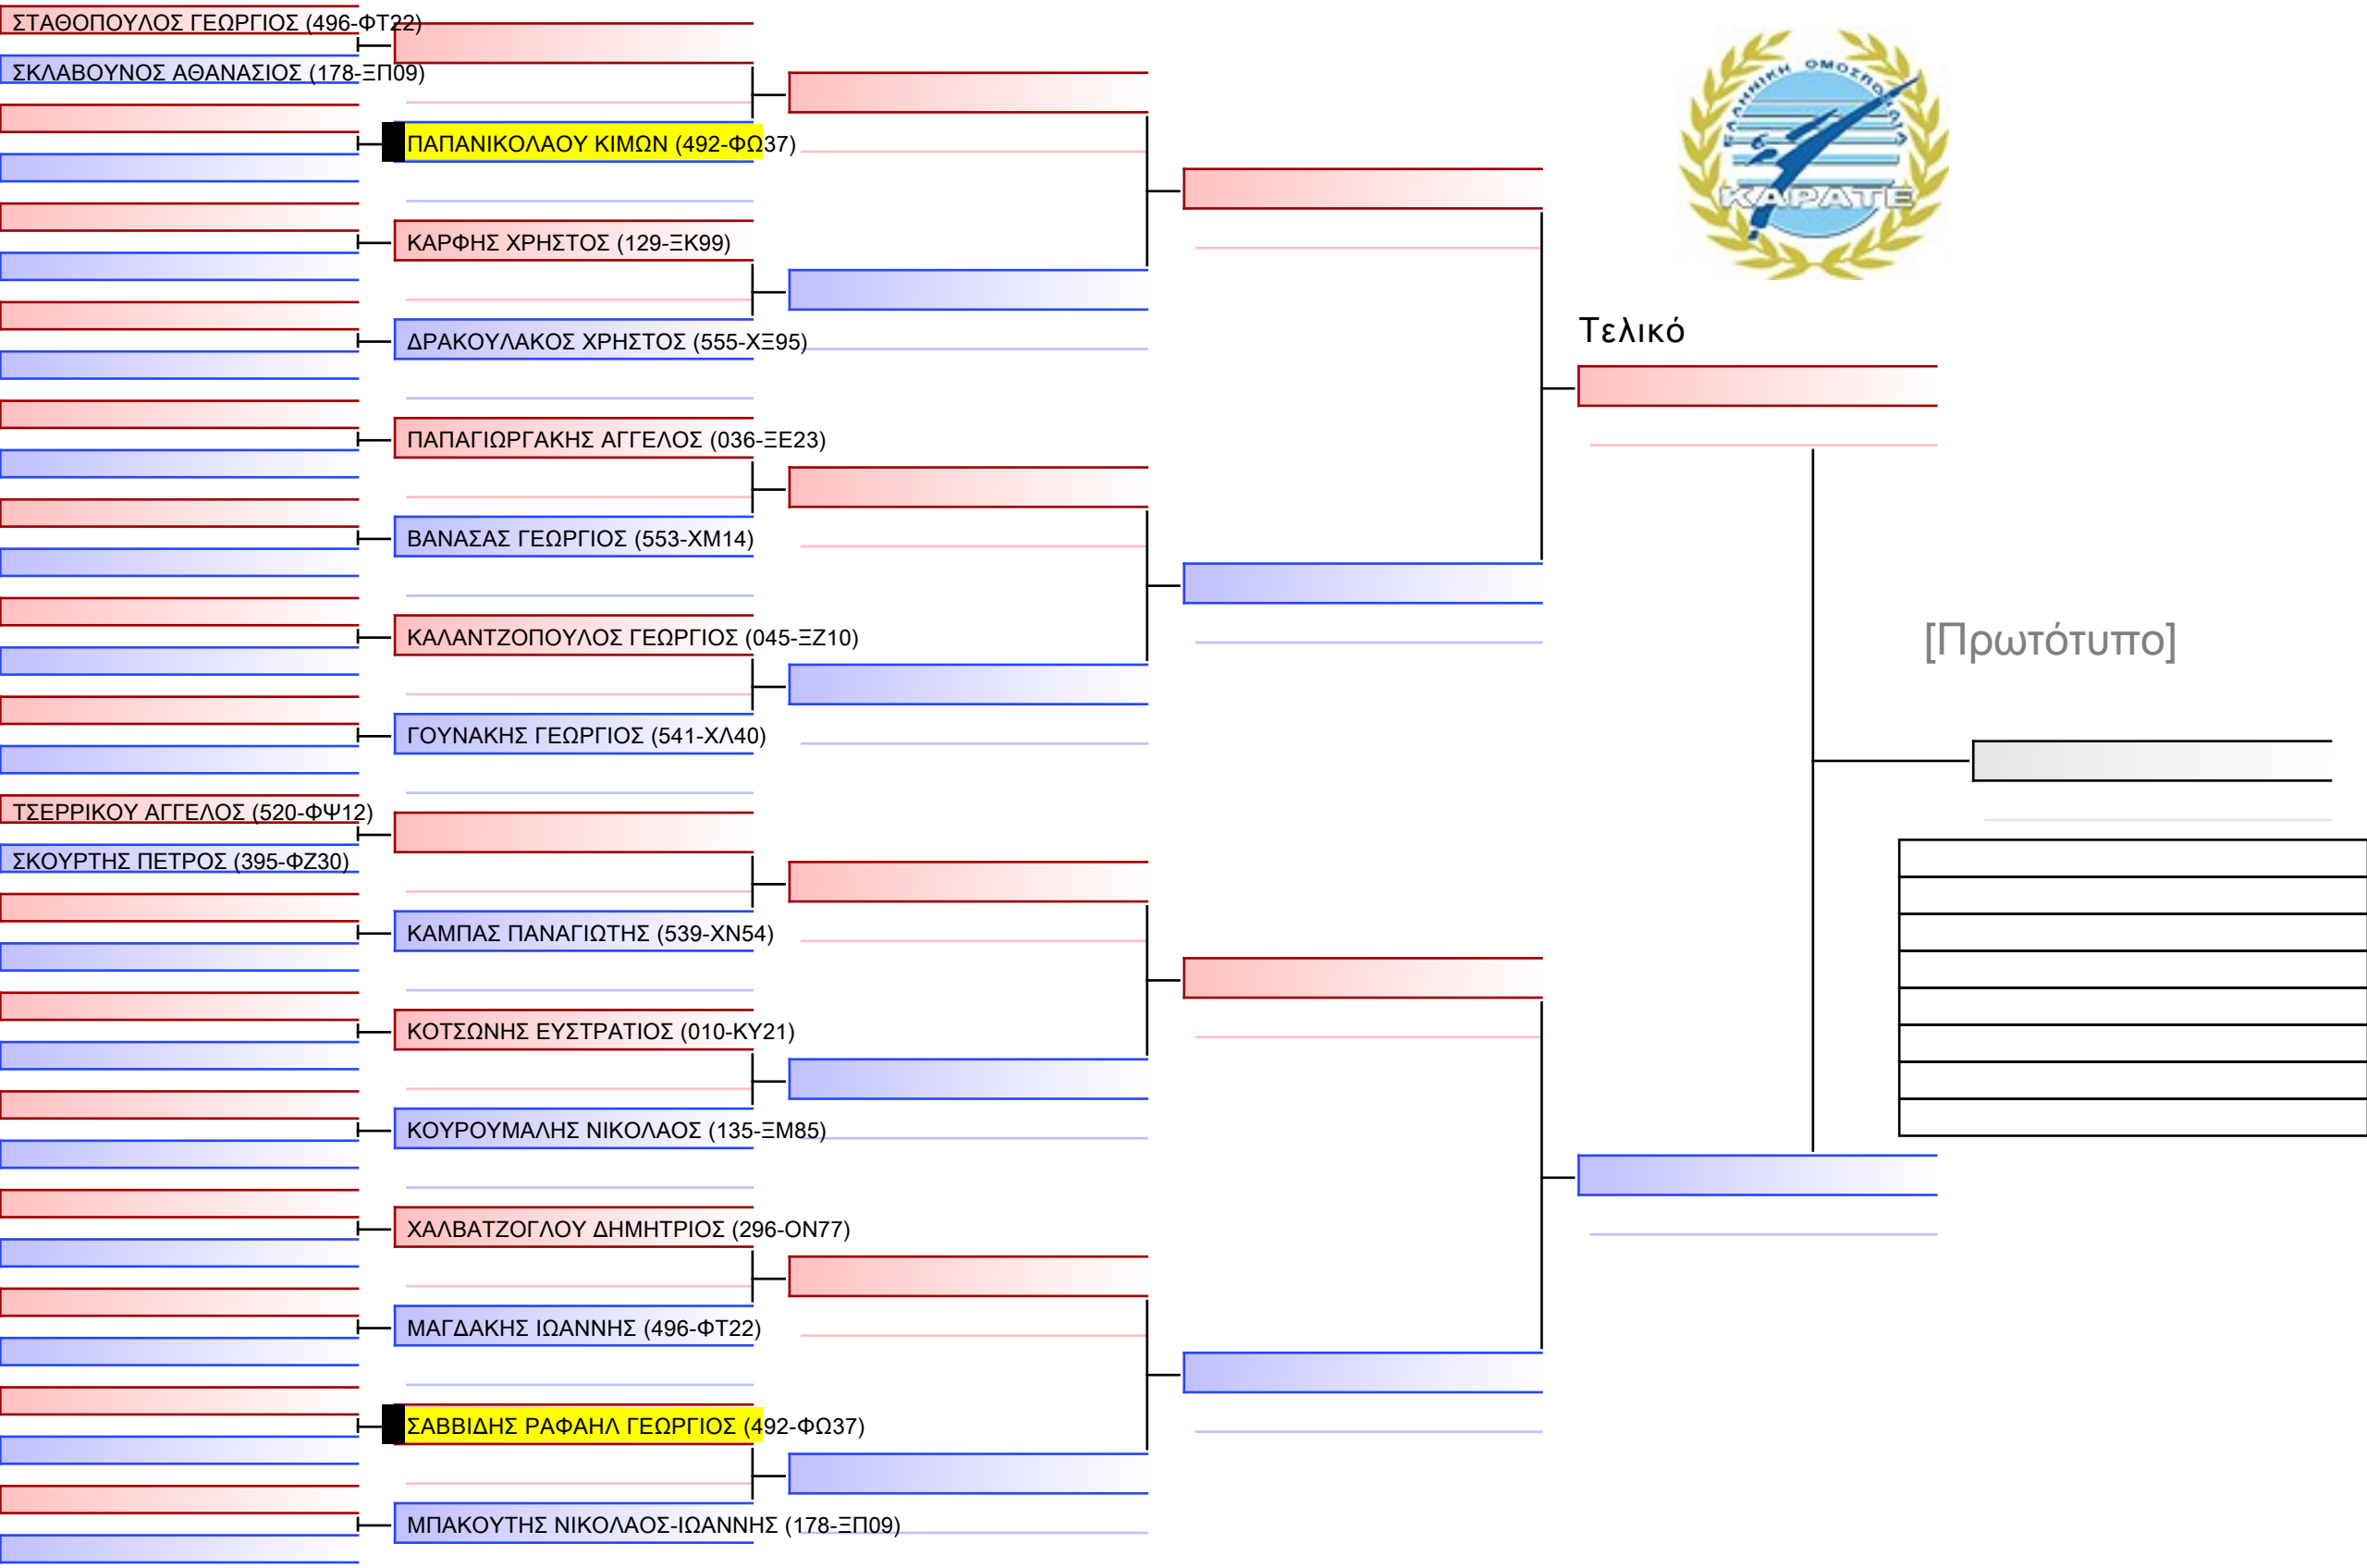 ΣΤΑΘΟΠΟΥΛΟΣ ΓΕΩΡΓΙΟΣ (496-ΦΤ22)
ΣΚΛΑΒΟΥΝΟΣ ΑΘΑΝΑΣΙΟΣ (178-ΞΠ09)
ΠΑΠΑΝΙΚΟΛΑΟΥ ΚΙΜΩΝ (492-ΦΩ37)
ΚΑΡΦΗΣ ΧΡΗΣΤΟΣ (129-ΞΚ99)
ΔΡΑΚΟΥΛΑΚΟΣ ΧΡΗΣΤΟΣ (555-ΧΞ95)
ΠΑΠΑΓΙΩΡΓΑΚΗΣ ΑΓΓΕΛΟΣ (036-ΞΕ23)
ΒΑΝΑΣΑΣ ΓΕΩΡΓΙΟΣ (553-ΧΜ14)
ΚΑΛΑΝΤΖΟΠΟΥΛΟΣ ΓΕΩΡΓΙΟΣ (045-ΞΖ10)
ΓΟΥΝΑΚΗΣ ΓΕΩΡΓΙΟΣ (541-ΧΛ40)
ΤΣΕΡΡΙΚΟΥ ΑΓΓΕΛΟΣ (520-ΦΨ12)
ΣΚΟΥΡΤΗΣ ΠΕΤΡΟΣ (395-ΦΖ30)
ΚΑΜΠΑΣ ΠΑΝΑΓΙΩΤΗΣ (539-ΧΝ54)
ΚΟΤΣΩΝΗΣ ΕΥΣΤΡΑΤΙΟΣ (010-ΚΥ21)
ΚΟΥΡΟΥΜΑΛΗΣ ΝΙΚΟΛΑΟΣ (135-ΞΜ85)
ΧΑΛΒΑΤΖΟΓΛΟΥ ΔΗΜΗΤΡΙΟΣ (296-ΟΝ77)
ΜΑΓΔΑΚΗΣ ΙΩΑΝΝΗΣ (496-ΦΤ22)
ΣΑΒΒΙΔΗΣ ΡΑΦΑΗΛ ΓΕΩΡΓΙΟΣ (492-ΦΩ37)
ΜΠΑΚΟΥΤΗΣ ΝΙΚΟΛΑΟΣ-ΙΩΑΝΝΗΣ (178-ΞΠ09)
ΕΛΛΗΝΙΚΗ ΟΜΟΣΠΟΝΔΙΑ
ΚΑΡΑΤΕ
Τελικό
[Πρωτότυπο]